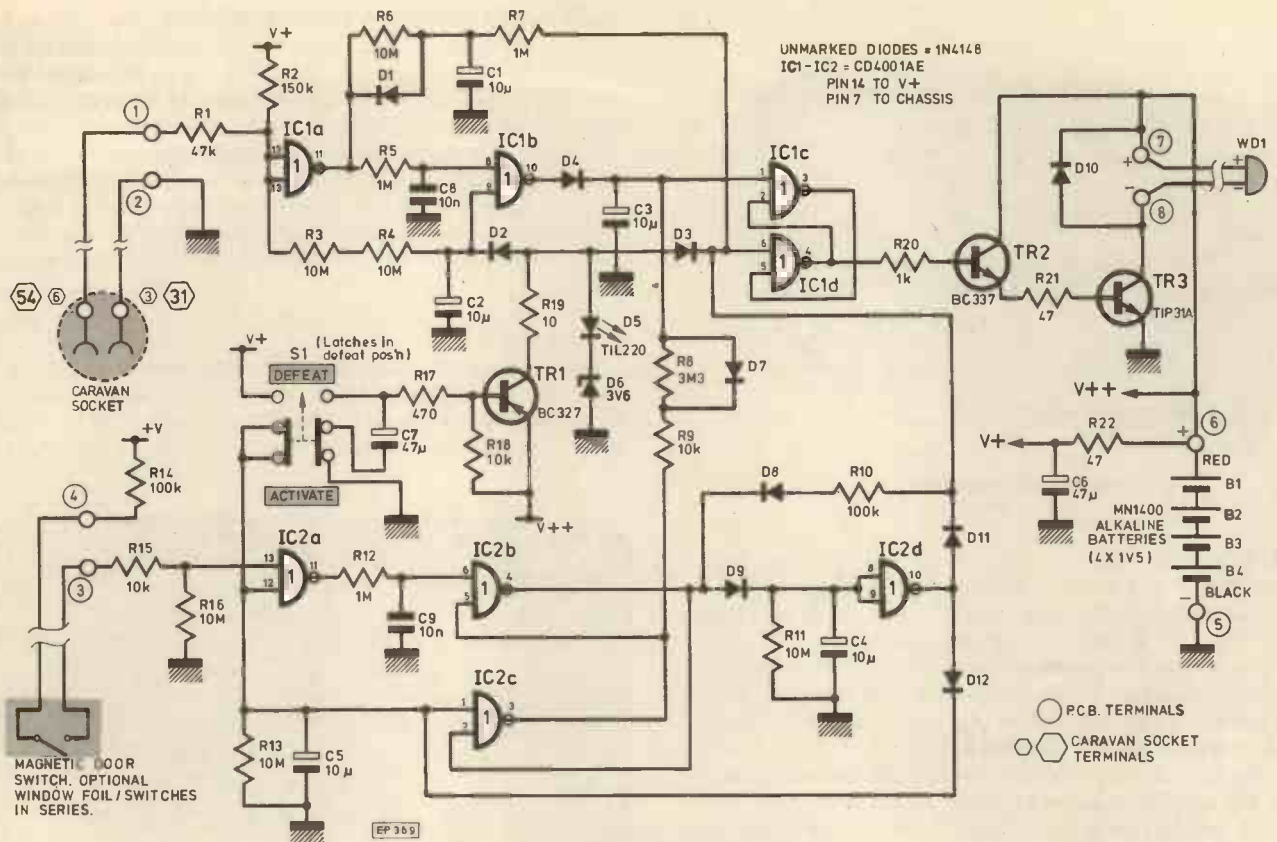 V+
R2
150k
R1
47k
1
2
54
6
3
31
CARAVAN
SOCKET
R6
10M
D1
R7
1M
C1
10µ
IC1a
11
13
1
R5
1M
C8
10n
R3
10M
R4
10M
C2
10µ
IC1b
8
9
10
1
D4
D2
D3
C3
10µ
UNMARKED DIODES = 1N4148
IC1-IC2 = CD4001AE
PIN 14 TO V+
PIN 7 TO CHASSIS
IC1c
1
2
3
1
6
5
4
1
IC1d
R20
1k
TR2
BC337
R21
47
TR3
TIP31A
D10
7
+
-
8
WD1
+
-
R19
10
D5
TIL220
D6
3V6
V+
S1
(Latches in
defeat pos'n)
DEFEAT
ACTIVATE
R17
470
C7
47µ
R18
10k
TR1
BC327
V++
R8
3M3
D7
R9
10k
V++
V+
R22
47
C6
47µ
+
6
RED
B1
B2
B3
B4
MN1400
ALKALINE
BATTERIES
(4 X 1V5)
BLACK
-
5
+V
R14
100k
4
3
R15
10k
R16
10M
IC2a
13
12
11
1
R12
1M
C9
10n
IC2b
6
5
4
1
IC2c
1
2
3
1
R13
10M
C5
10µ
D8
R10
100k
D9
R11
10M
C4
10µ
IC2d
8
9
10
1
D11
D12
MAGNETIC DOOR
SWITCH. OPTIONAL
WINDOW FOIL/SWITCHES
IN SERIES.
P.C.B. TERMINALS
CARAVAN SOCKET
TERMINALS
EP 369